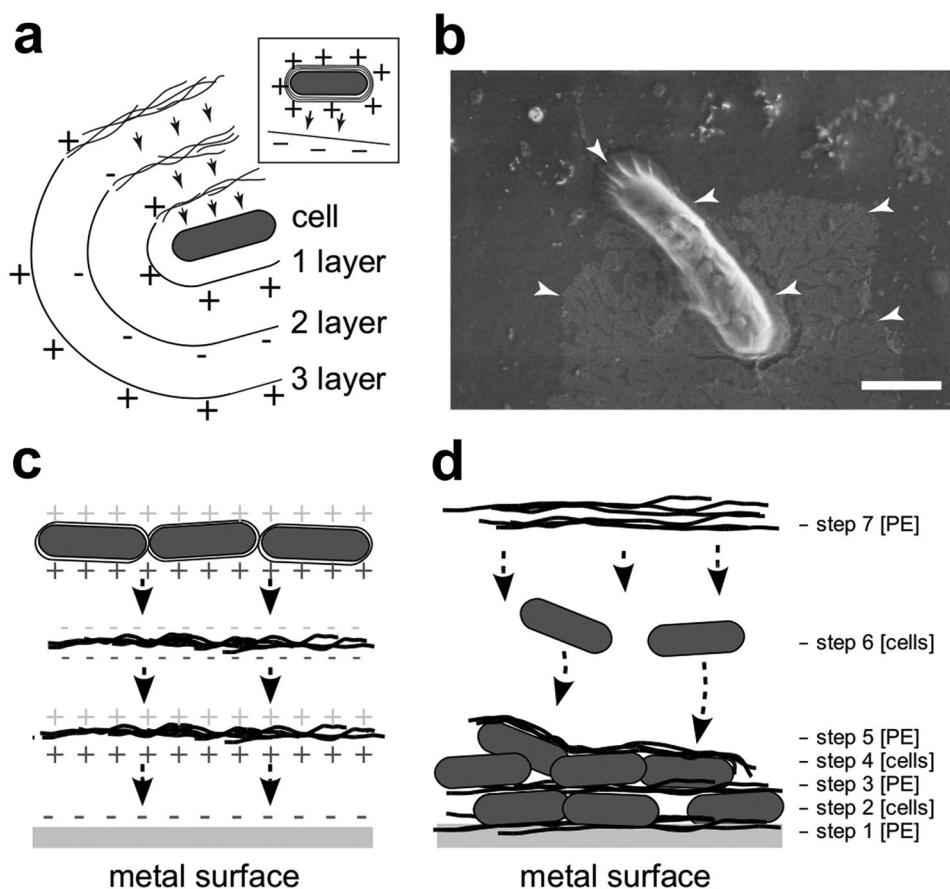 a
b
cell
1 layer
2 layer
3 layer
c
d
step 7 [PE]
step 6 [cells]
step 5 [PE]
step 4 [cells]
step 3 [PE]
step 2 [cells]
step 1 [PE]
metal surface
metal surface